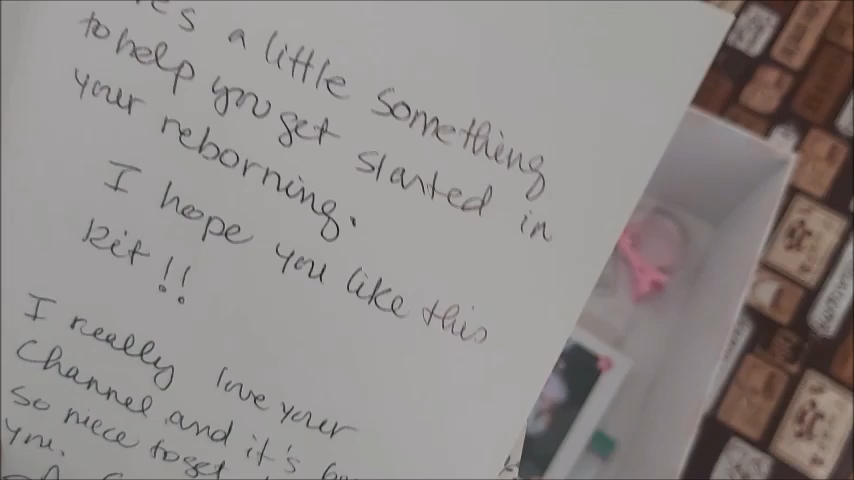 a little something
to help you get started in
your reborning.
I hope you like this
kit!!
I really love your
channel and it's
so niece to get
you.